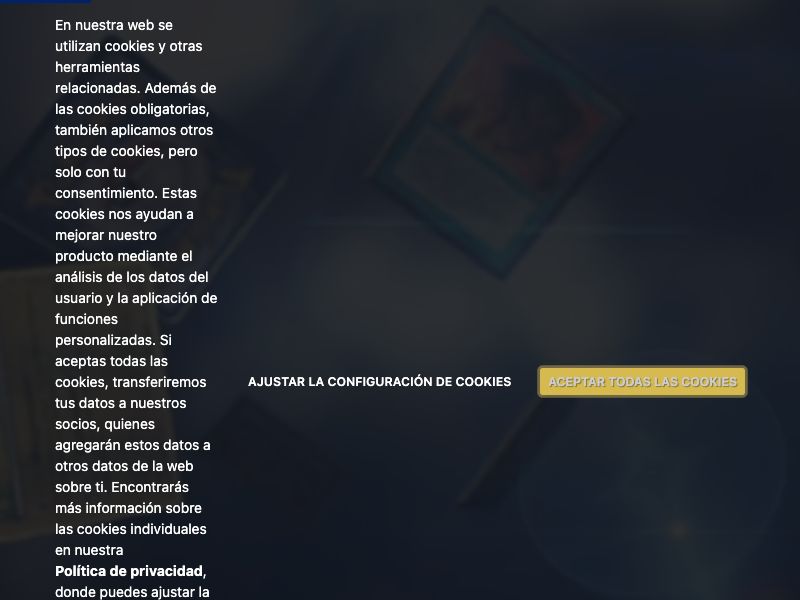 En nuestra web se
utilizan cookies y otras
herramientas
relacionadas. Además de
las cookies obligatorias,
también aplicamos otros
tipos de cookies, pero
solo con tu
consentimiento. Estas
cookies nos ayudan a
mejorar nuestro
producto mediante el
análisis de los datos del
usuario y la aplicación de
funciones
personalizadas. Si
aceptas todas las
cookies, transferiremos
tus datos a nuestros
socios, quienes
agregarán estos datos a
otros datos de la web
sobre ti. Encontrarás
más información sobre
las cookies individuales
en nuestra
Política de privacidad,
donde puedes ajustar la
AJUSTAR LA CONFIGURACIÓN DE COOKIES
ACEPTAR TODAS LAS COOKIES